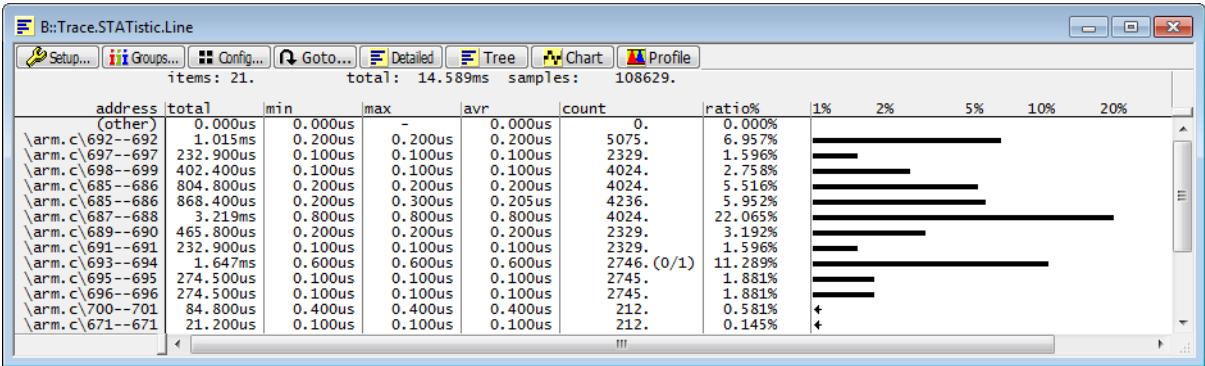 B::Trace.STATistic.Line
Setup... Groups... Config... Goto... Detailed Tree Chart Profile
items: 21. total: 14.589ms samples: 108629.
address total min max avr count ratio% 1% 2% 5% 10% 20%
(other) 0.000us 0.000us - 0.000us 0. 0.000%
\arm.c\692--692 1.015ms 0.200us 0.200us 0.200us 5075. 6.957%
\arm.c\697--697 232.900us 0.100us 0.100us 0.100us 2329. 1.596%
\arm.c\698--699 402.400us 0.100us 0.100us 0.100us 4024. 2.758%
\arm.c\685--686 804.800us 0.200us 0.200us 0.200us 4024. 5.516%
\arm.c\685--686 868.400us 0.200us 0.300us 0.205us 4236. 5.952%
\arm.c\687--688 3.219ms 0.800us 0.800us 0.800us 4024. 22.065%
\arm.c\689--690 465.800us 0.200us 0.200us 0.200us 2329. 3.192%
\arm.c\691--691 232.900us 0.100us 0.100us 0.100us 2329. 1.596%
\arm.c\693--694 1.647ms 0.600us 0.600us 0.600us 2746.(0/1) 11.289%
\arm.c\695--695 274.500us 0.100us 0.100us 0.100us 2745. 1.881%
\arm.c\696--696 274.500us 0.100us 0.100us 0.100us 2745. 1.881%
\arm.c\700--701 84.800us 0.400us 0.400us 0.400us 212. 0.581%
\arm.c\671--671 21.200us 0.100us 0.100us 0.100us 212. 0.145%